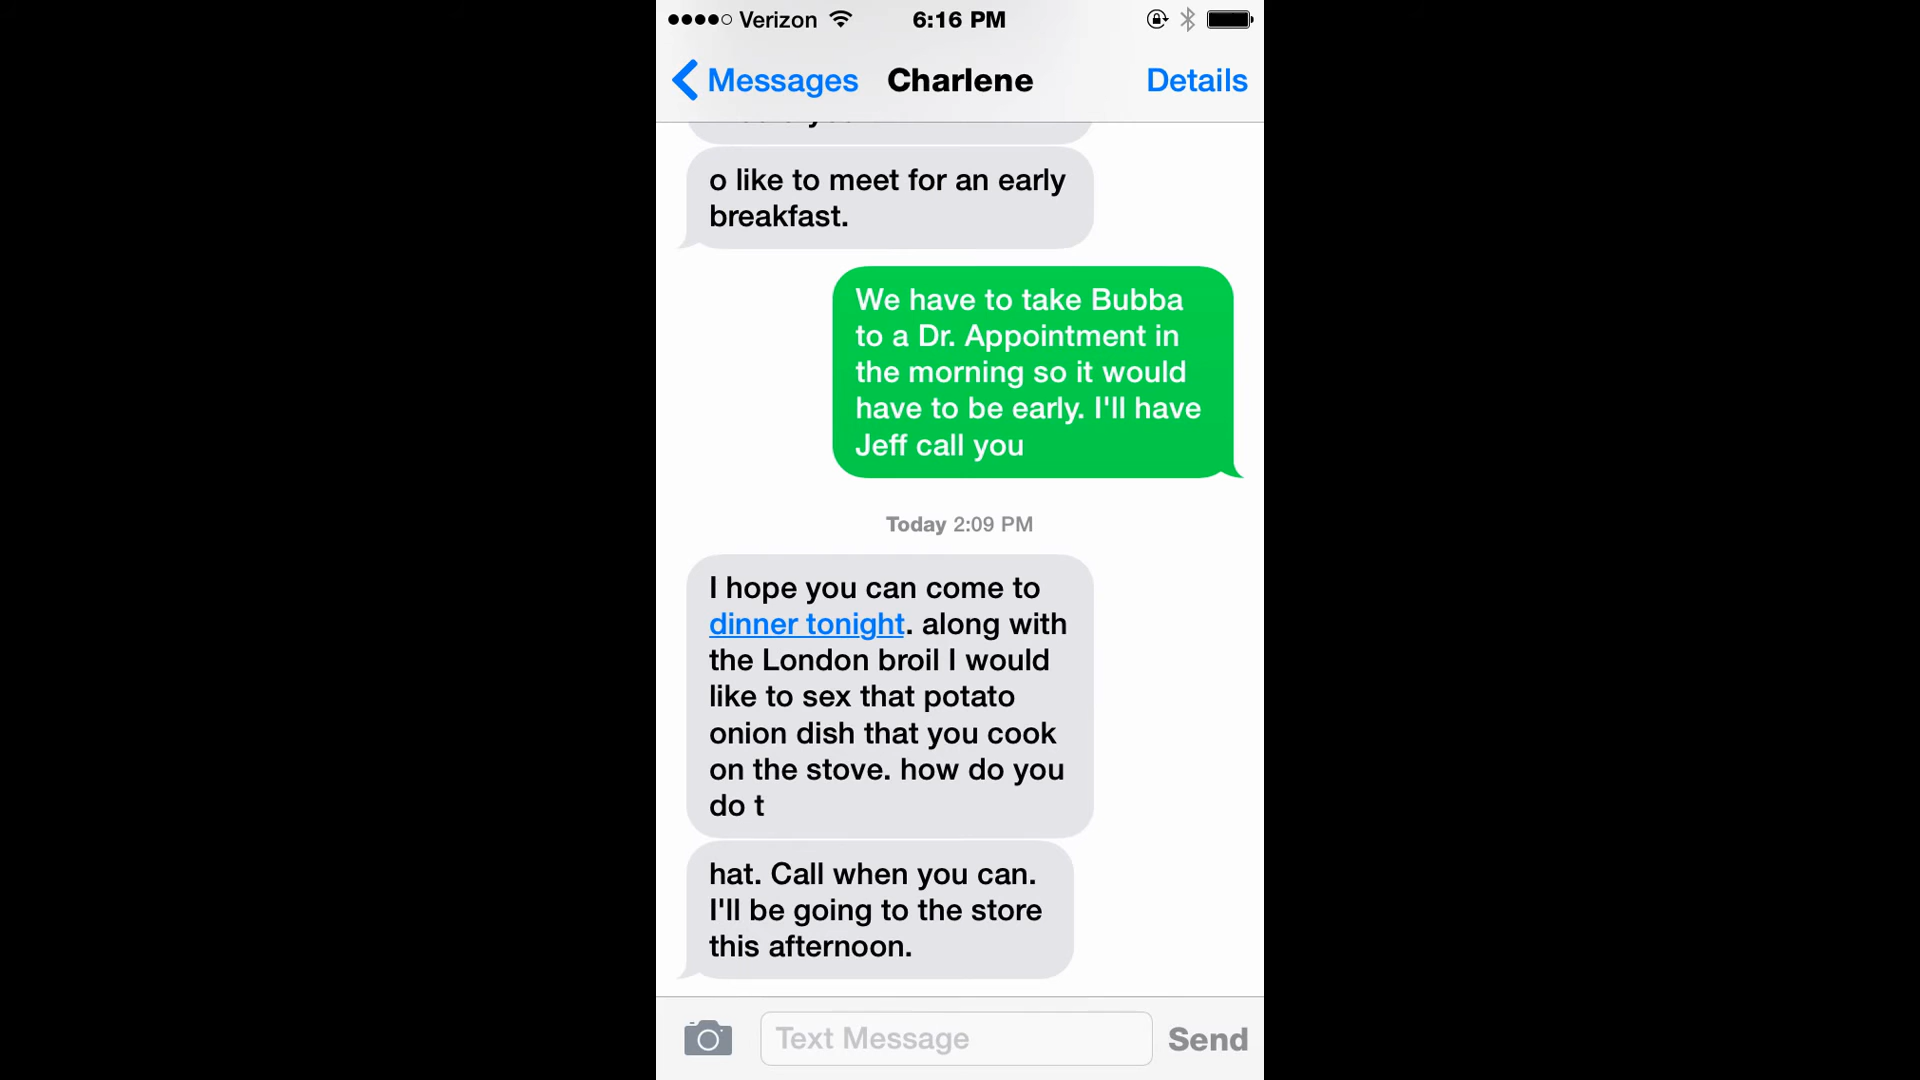 Verizon 6:16 PM
Messages Charlene Details
o like to meet for an early
breakfast.
We have to take Bubba
to a Dr. Appointment in
the morning so it would
have to be early. I'll have
Jeff call you
Today 2:09 PM
I hope you can come to
dinner tonight. along with
the London broil I would
like to sex that potato
onion dish that you cook
on the stove. how do you
do t
hat. Call when you can.
I'll be going to the store
this afternoon.
Text Message Send